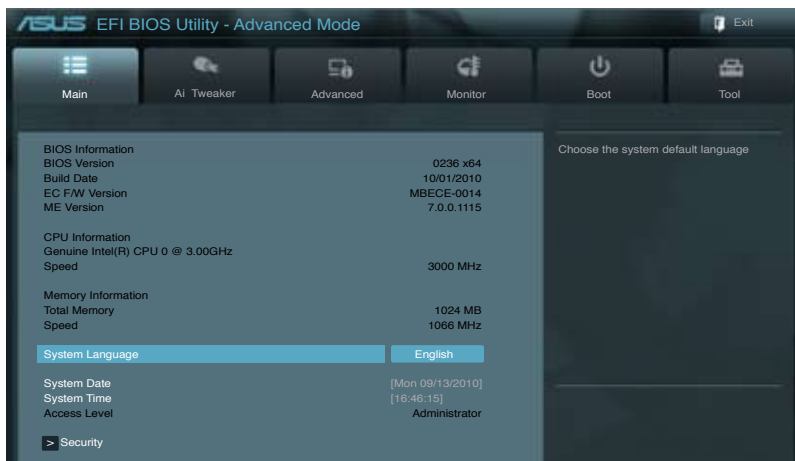 ASUS EFI BIOS Utility - Advanced Mode Exit
Main Ai Tweaker Advanced Monitor Boot Tool
BIOS Information
BIOS Version 0236 x64
Build Date 10/01/2010
EC F/W Version MBECE-0014
ME Version 7.0.0.1115
CPU Information
Genuine Intel(R) CPU 0 @ 3.00GHz
Speed 3000 MHz
Memory Information
Total Memory 1024 MB
Speed 1066 MHz
System Language English
System Date [Mon 09/13/2010]
System Time [16:46:15]
Access Level Administrator
> Security
Choose the system default language